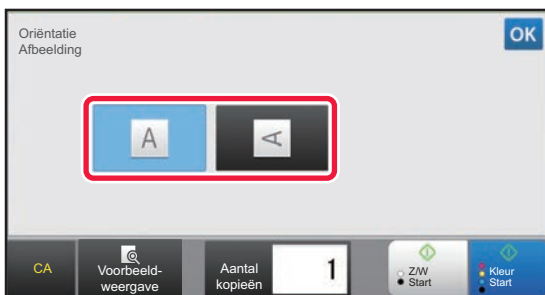 Oriëntatie
Afbeelding
OK
A
A
CA
Voorbeeld-
weergave
Aantal
kopieën
1
Z/W
Start
Kleur
Start